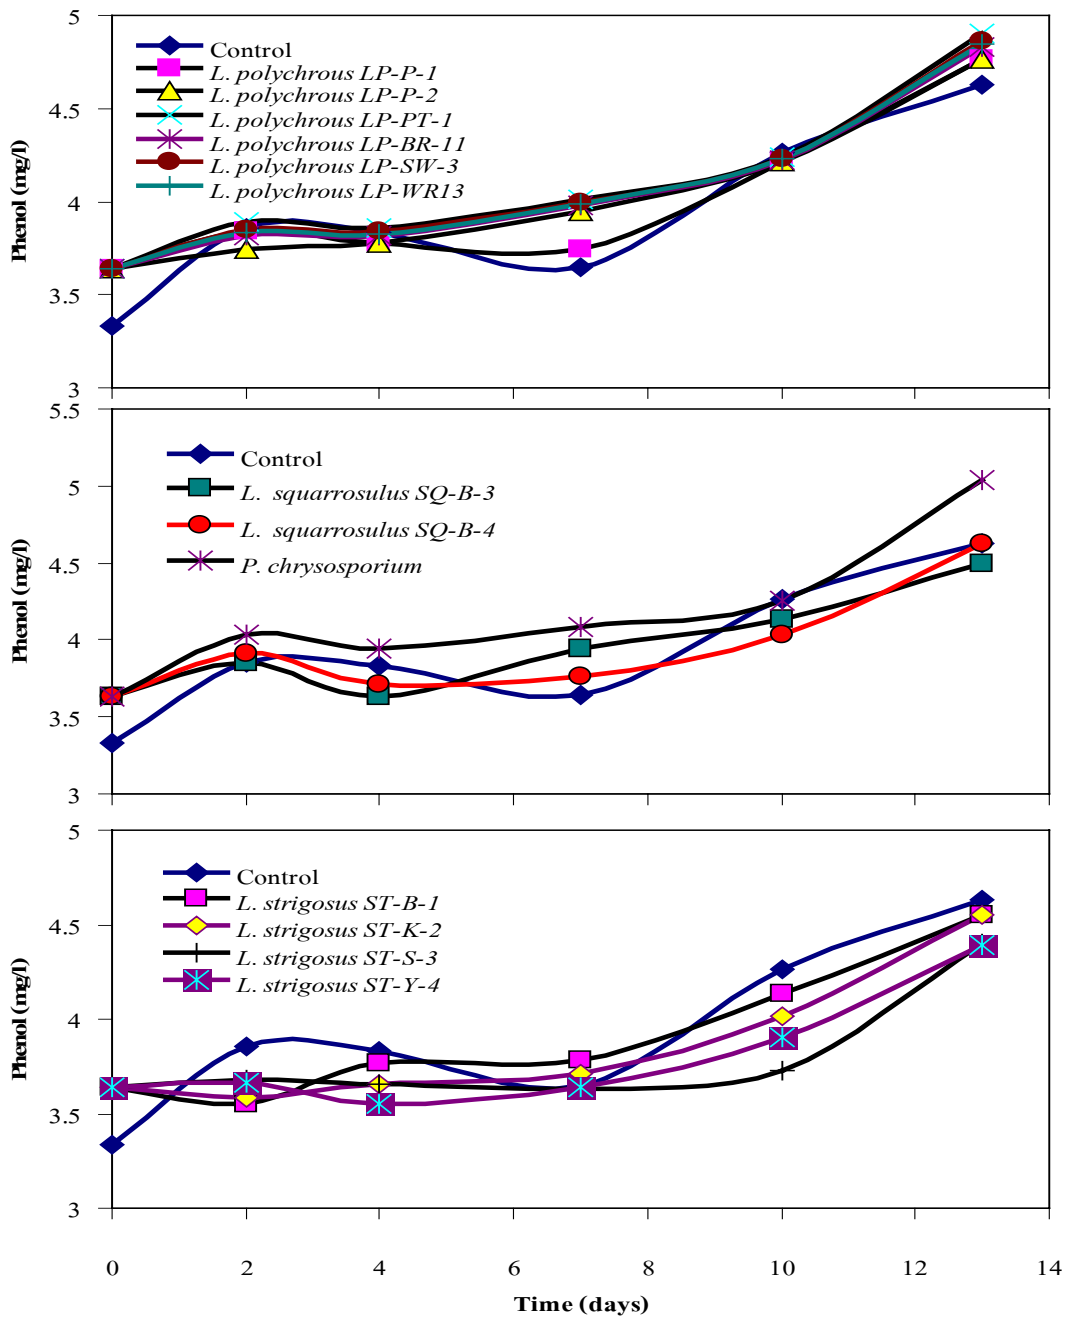 5
4.5
4
3.5
3
Phenol (mg/l)
Control
L. polychrous LP-P-1
L. polychrous LP-P-2
L. polychrous LP-PT-1
L. polychrous LP-BR-11
L. polychrous LP-SW-3
L. polychrous LP-WR13
5.5
5
4.5
4
3.5
3
Phenol (mg/l)
Control
L. squarrosulus SQ-B-3
L. squarrosulus SQ-B-4
P. chrysosporium
5
4.5
4
3.5
3
Phenol (mg/l)
Control
L. strigosus ST-B-1
L. strigosus ST-K-2
L. strigosus ST-S-3
L. strigosus ST-Y-4
0 2 4 6 8 10 12 14
Time (days)